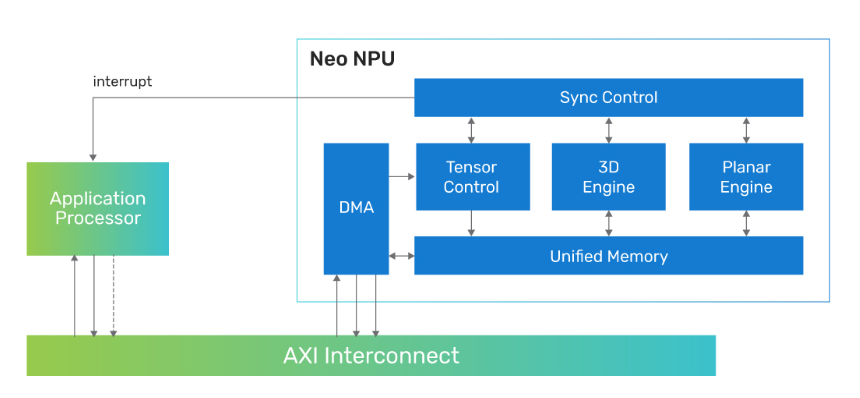 Neo NPU
interrupt
Sync Control
Application
Processor
DMA
Tensor
Control
3D
Engine
Planar
Engine
Unified Memory
AXI Interconnect